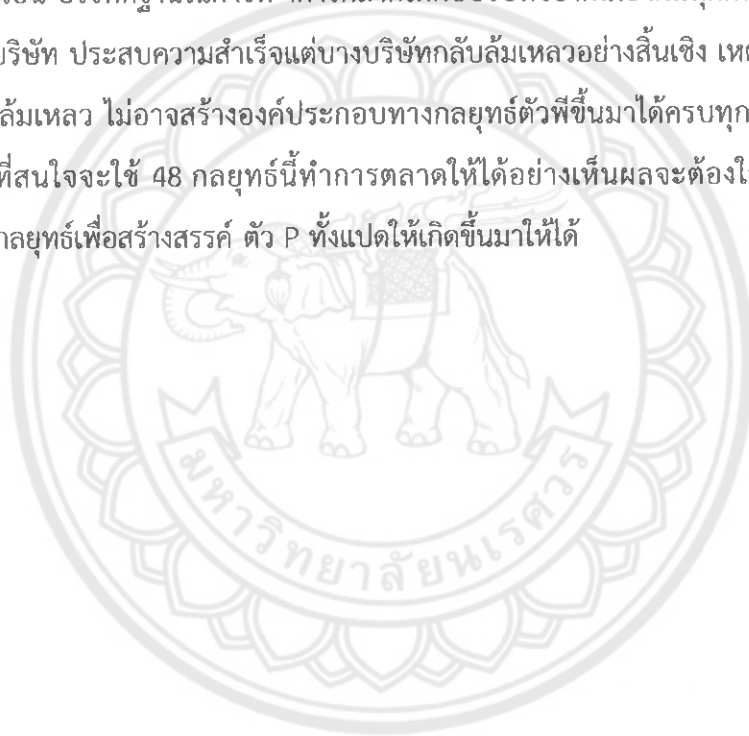 บริษัท ประสบความสำเร็จแต่บางบริษัทกลับล้มเหลวอย่างสิ้นเชิง
ล้มเหลว ไม่อาจสร้างองค์ประกอบทางกลยุทธ์ตัวพีขึ้นมาได้ครบทุก
ที่สนใจจะใช้ 48 กลยุทธ์นี้ทำการตลาดให้ได้อย่างเห็นผลจะต้อง
กลยุทธ์เพื่อสร้างสรรค์ ตัว P ทั้งแปดให้เกิดขึ้นมาให้ได้
มหาวิทยาลัยนเรศวร